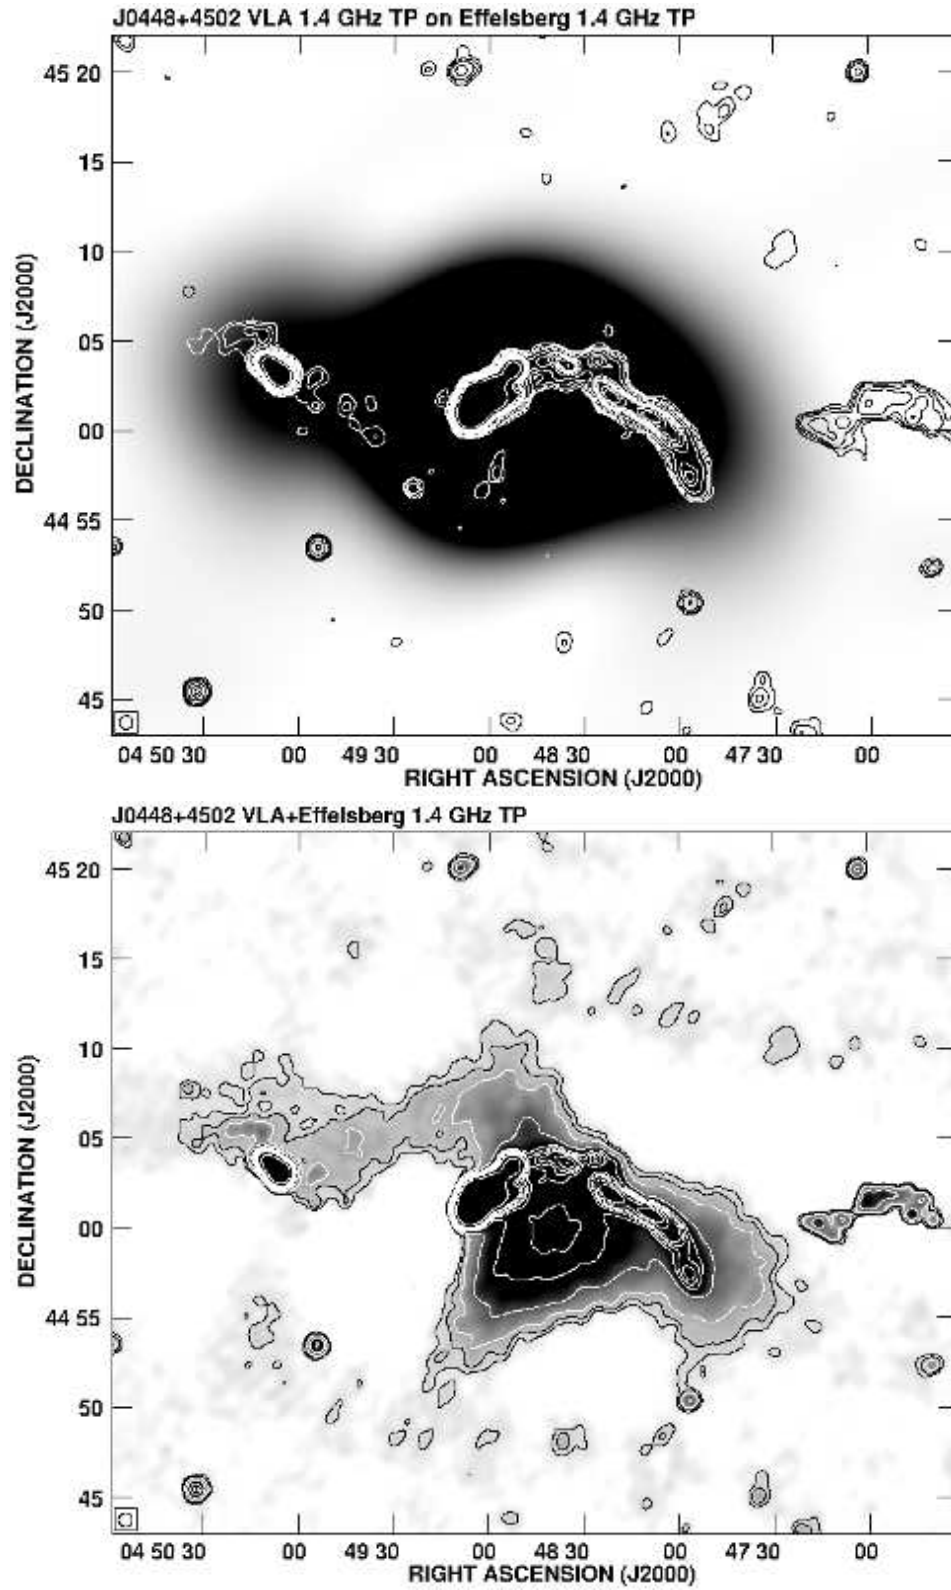 J0448+4502 VLA 1.4 GHz TP on Effelsberg 1.4 GHz TP
45 20
15
10
05
00
44 55
50
45
DECLINATION (J2000)
04 50 30 00 49 30 00 48 30 00 47 30 00
RIGHT ASCENSION (J2000)
J0448+4502 VLA+Effelsberg 1.4 GHz TP
45 20
15
10
05
00
44 55
50
45
DECLINATION (J2000)
04 50 30 00 49 30 00 48 30 00 47 30 00
RIGHT ASCENSION (J2000)